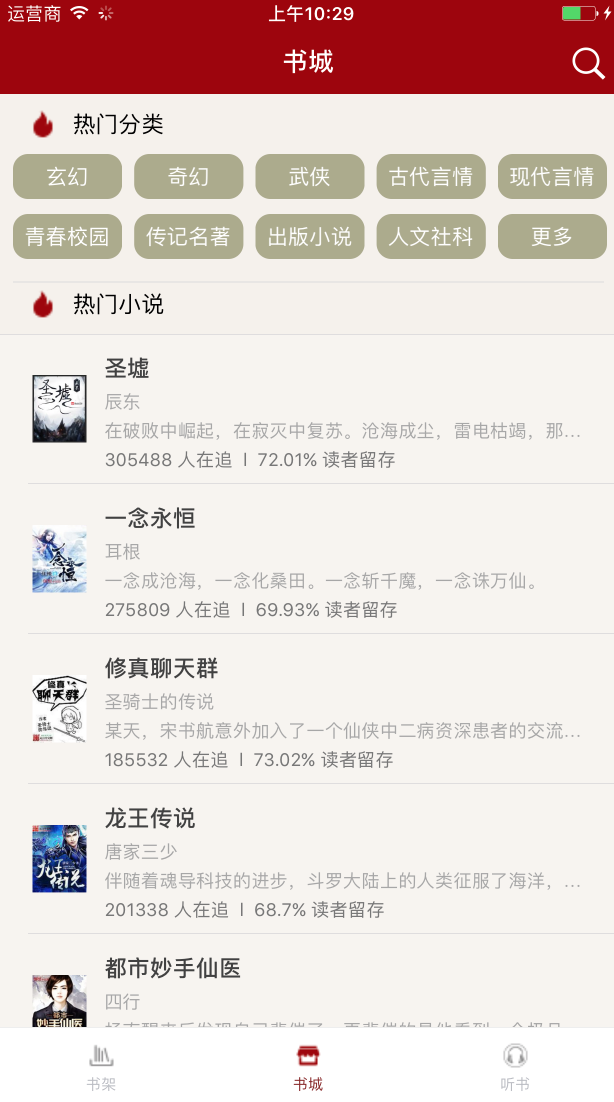 运营商 上午10:29
书城
热门分类
玄幻 奇幻 武侠 古代言情 现代言情
青春校园 传记名著 出版小说 人文社科 更多
热门小说
圣墟
辰东
在破败中崛起，在寂灭中复苏。沧海成尘，雷电枯竭，那...
305488 人在追 l 72.01% 读者留存
一念永恒
耳根
一念成沧海，一念化桑田。一念斩千魔，一念诛万仙。
275809 人在追 l 69.93% 读者留存
修真聊天群
圣骑士的传说
某天，宋书航意外加入了一个仙侠中二病资深患者的交流...
185532 人在追 l 73.02% 读者留存
龙王传说
唐家三少
伴随着魂导科技的进步，斗罗大陆上的人类征服了海洋，...
201338 人在追 l 68.7% 读者留存
都市妙手仙医
四行
书架 书城 听书